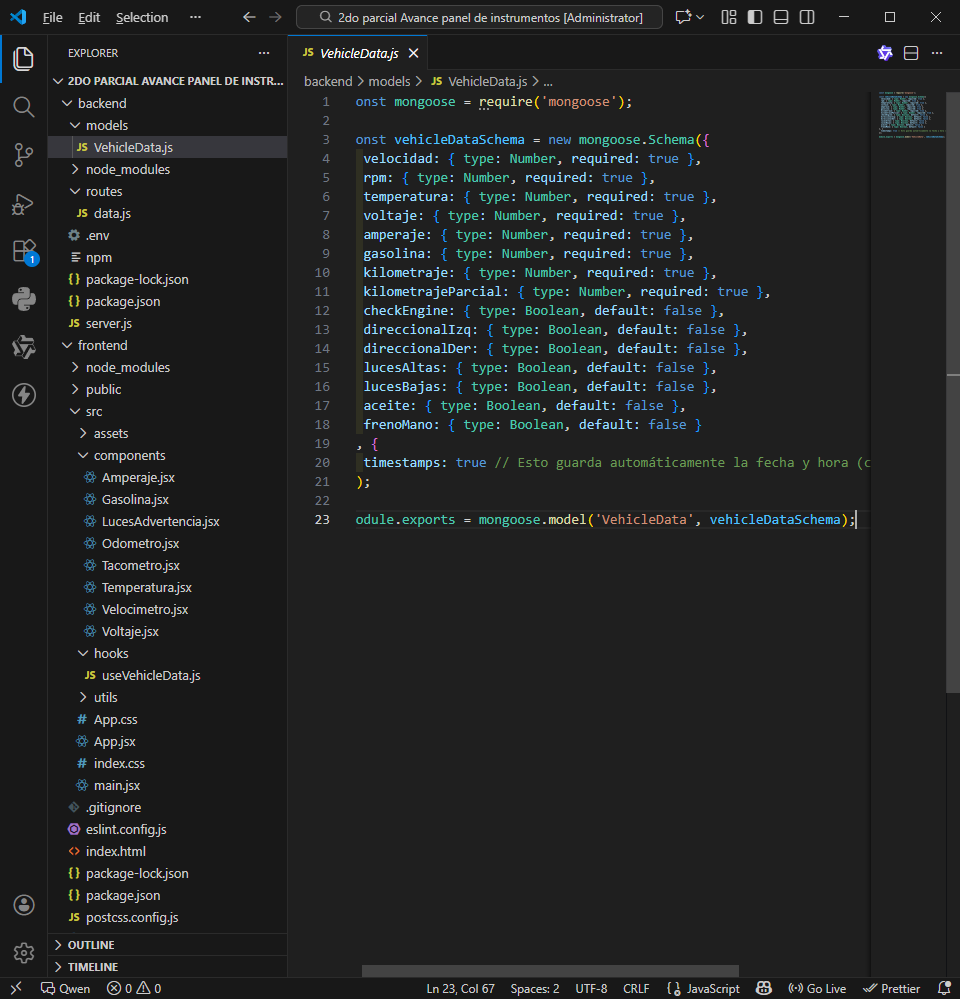 File Edit Selection ··· 2do parcial Avance panel de instrumentos [Administrator]
EXPLORER ···
2DO PARCIAL AVANCE PANEL DE INSTR...
backend
models
JS VehicleData.js
node_modules
routes
JS data.js
.env
npm
{} package-lock.json
{} package.json
JS server.js
frontend
node_modules
public
src
assets
components
Amperaje.jsx
Gasolina.jsx
LucesAdvertencia.jsx
Odometro.jsx
Tacometro.jsx
Temperatura.jsx
Velocimetro.jsx
Voltaje.jsx
hooks
JS useVehicleData.js
utils
# App.css
App.jsx
# index.css
main.jsx
.gitignore
eslint.config.js
<> index.html
{} package-lock.json
{} package.json
JS postcss.config.js
OUTLINE
TIMELINE
1
JS VehicleData.js ···
backend > models > JS VehicleData.js > ...
1 onst mongoose = require('mongoose');
2
3 onst vehicleDataSchema = new mongoose.Schema({
4 velocidad: { type: Number, required: true },
5 rpm: { type: Number, required: true },
6 temperatura: { type: Number, required: true },
7 voltaje: { type: Number, required: true },
8 amperaje: { type: Number, required: true },
9 gasolina: { type: Number, required: true },
10 kilometraje: { type: Number, required: true },
11 kilometrajeParcial: { type: Number, required: true },
12 checkEngine: { type: Boolean, default: false },
13 direccionalIzq: { type: Boolean, default: false },
14 direccionalDer: { type: Boolean, default: false },
15 lucesAltas: { type: Boolean, default: false },
16 lucesBajas: { type: Boolean, default: false },
17 aceite: { type: Boolean, default: false },
18 frenoMano: { type: Boolean, default: false }
19 , {
20 timestamps: true // Esto guarda automáticamente la fecha y hora (c
21 );
22
23 odule.exports = mongoose.model('VehicleData', vehicleDataSchema);
Qwen 0 0 Ln 23, Col 67 Spaces: 2 UTF-8 CRLF {} JavaScript Go Live Prettier